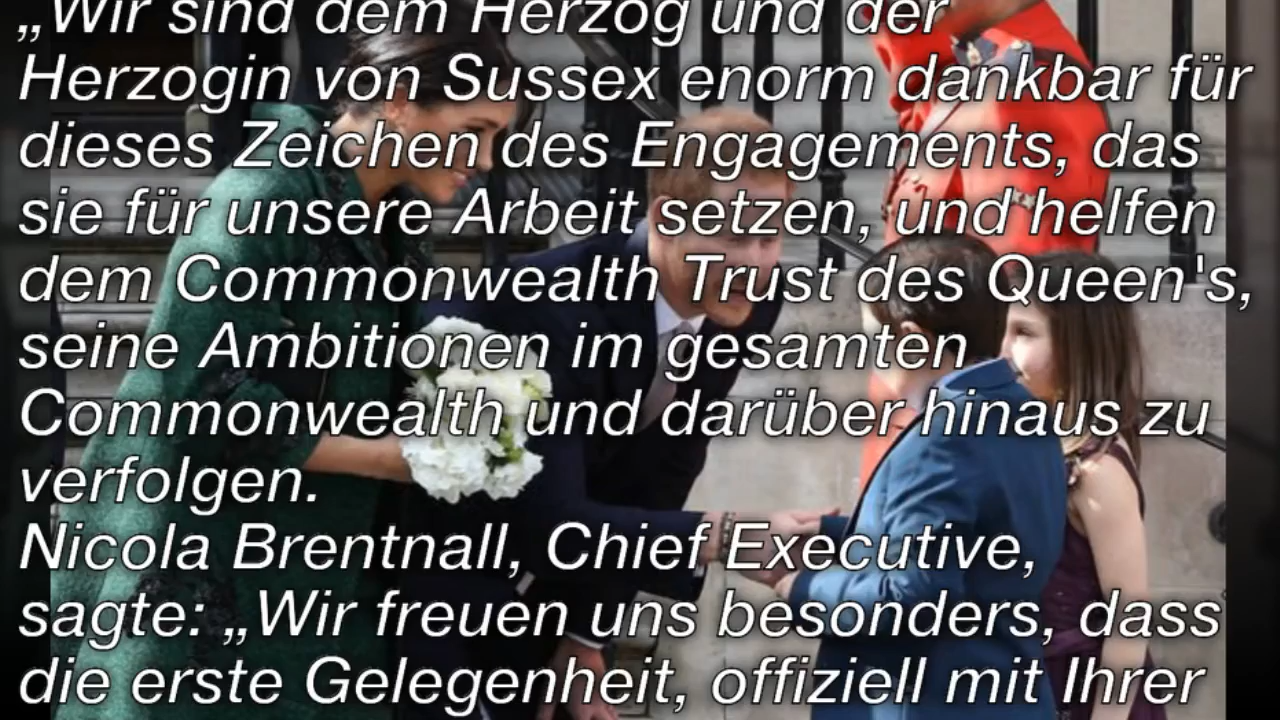 „Wir sind dem Herzog und der
Herzogin von Sussex enorm dankbar für
dieses Zeichen des Engagements, das
sie für unsere Arbeit setzen, und helfen
dem Commonwealth Trust des Queen's,
seine Ambitionen im gesamten
Commonwealth und darüber hinaus zu
verfolgen.
Nicola Brentnall, Chief Executive,
sagte: „Wir freuen uns besonders, dass
die erste Gelegenheit, offiziell mit Ihrer